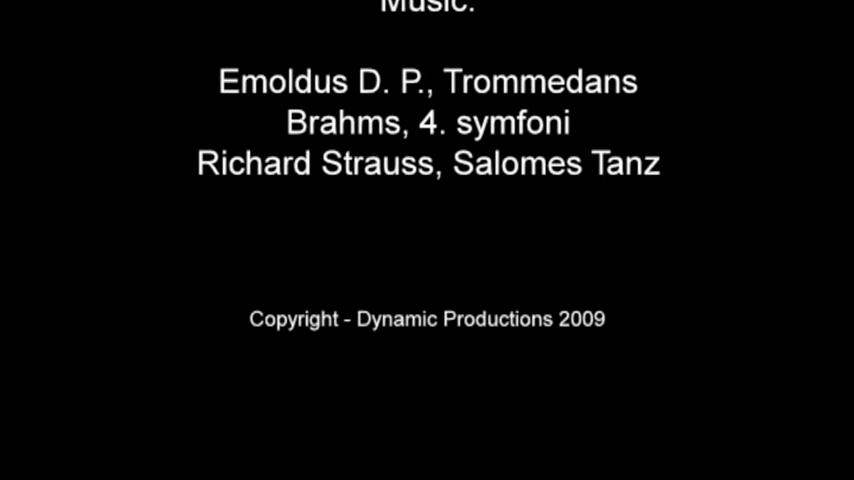 Music:
Emoldus D. P., Trommedans
Brahms, 4. symfoni
Richard Strauss, Salomes Tanz
Copyright - Dynamic Productions 2009